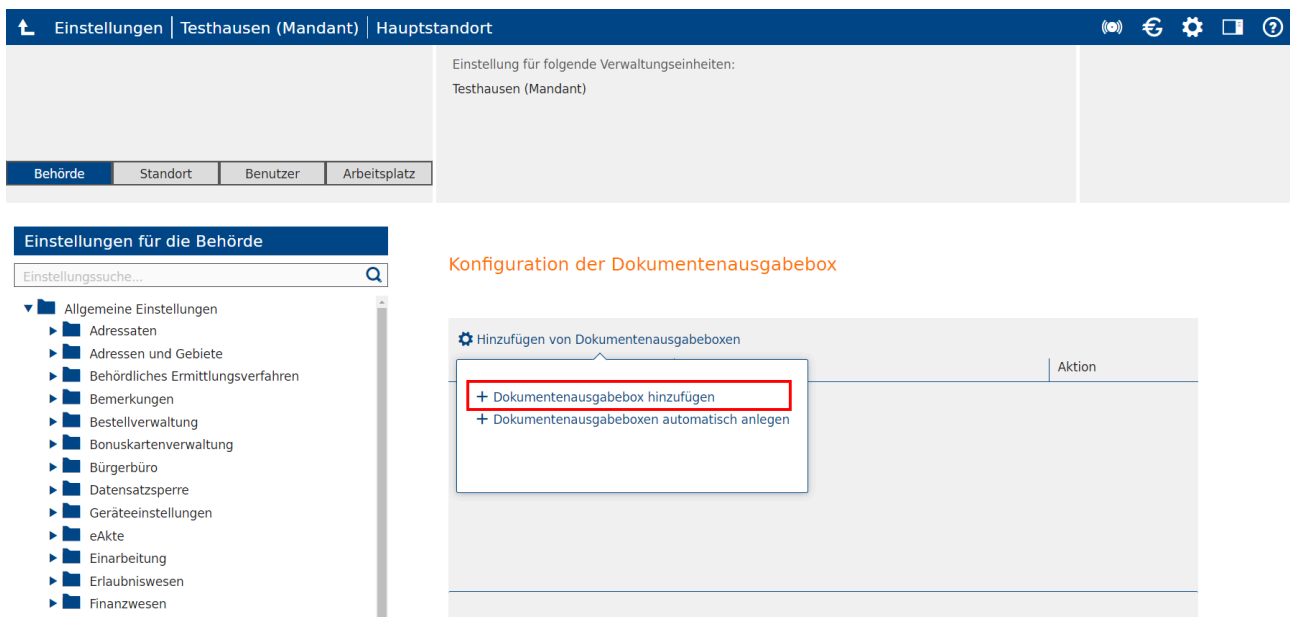 Einstellungen | Testhausen (Mandant) | Hauptstandort
Einstellung für folgende Verwaltungseinheiten:
Testhausen (Mandant)
Behörde Standort Benutzer Arbeitsplatz
Einstellungen für die Behörde
Einstellungssuche...
Allgemeine Einstellungen
Adressaten
Adressen und Gebiete
Behördliches Ermittlungsverfahren
Bemerkungen
Bestellverwaltung
Bonuskartenverwaltung
Bürgerbüro
Datensatzsperre
Geräteeinstellungen
eAkte
Einarbeitung
Erlaubniswesen
Finanzwesen
Konfiguration der Dokumentenausgabebox
Hinzufügen von Dokumentenausgabeboxen
Aktion
+ Dokumentenausgabebox hinzufügen
+ Dokumentenausgabeboxen automatisch anlegen